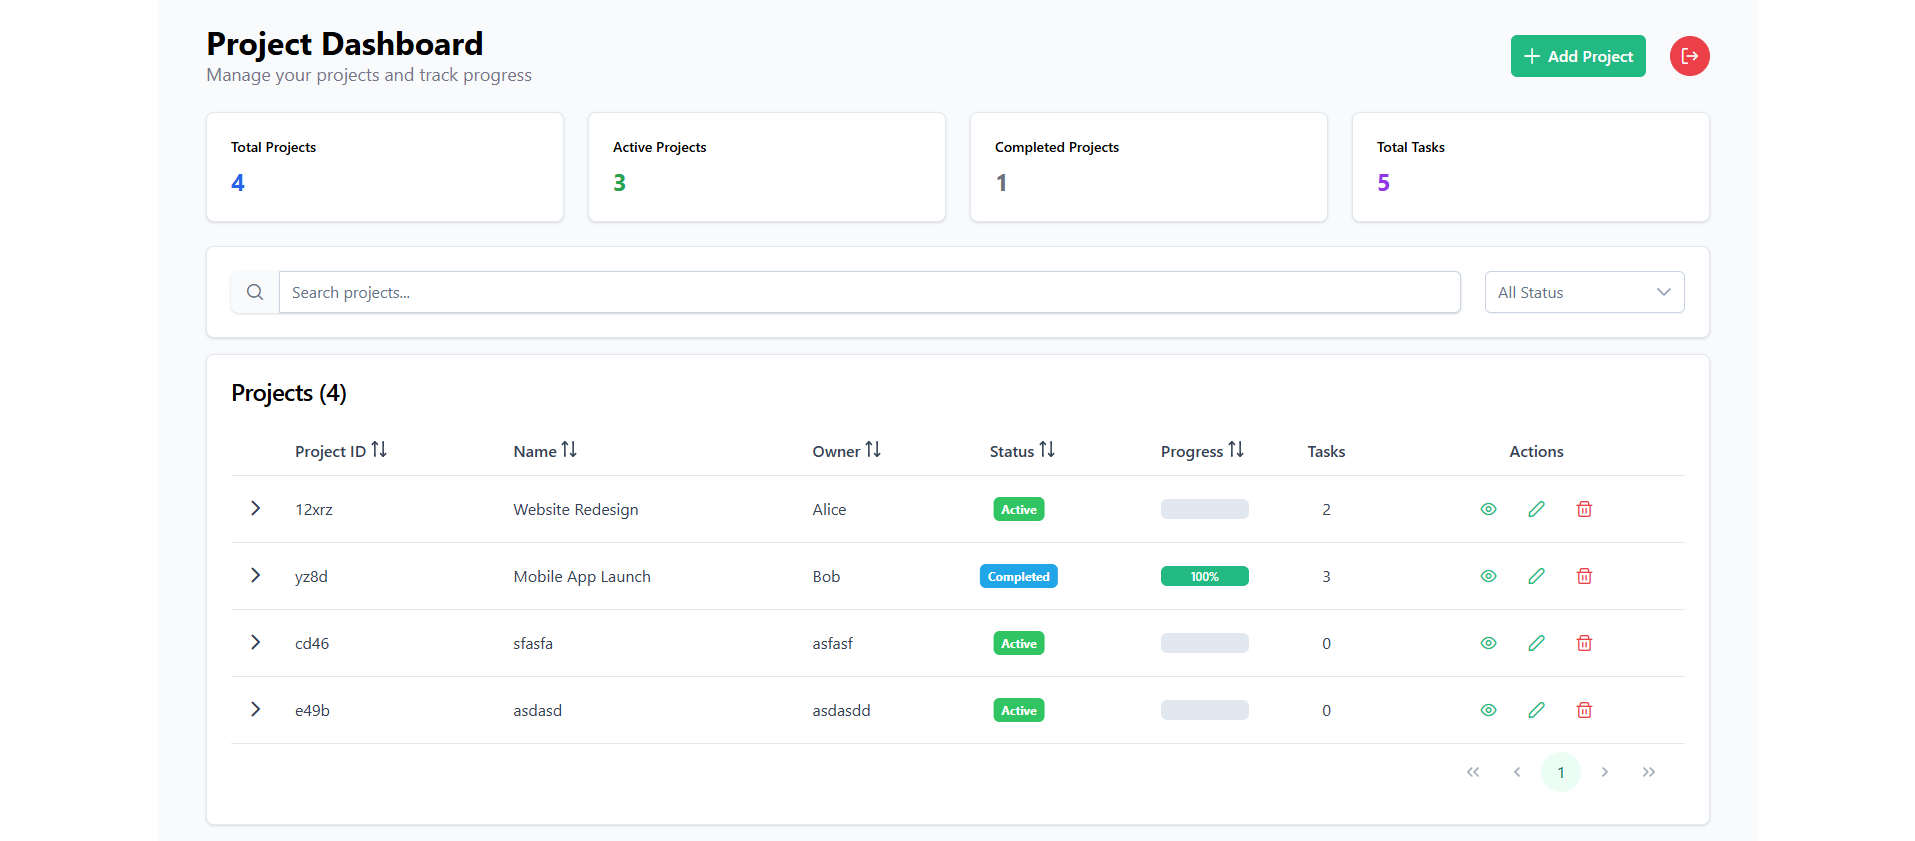 Project Dashboard
Manage your projects and track progress
Add Project
Total Projects
4
Active Projects
3
Completed Projects
1
Total Tasks
5
Search projects...
All Status
Projects (4)
Project ID Name Owner Status Progress Tasks Actions
12xrz Website Redesign Alice Active 2
yz8d Mobile App Launch Bob Completed 100% 3
cd46 sfasfa asfasf Active 0
e49b asdasd asdasdd Active 0
1